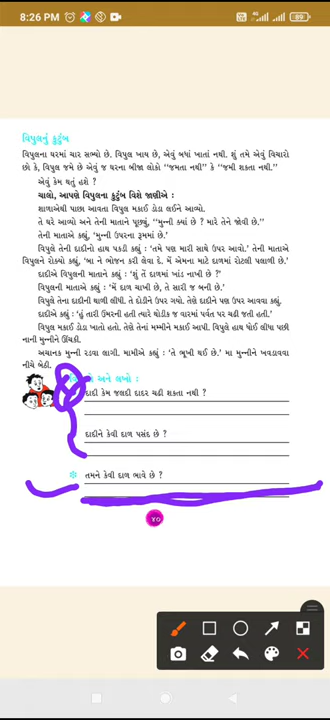 8:26 PM
4G
89
વિપુલનું કુટુંબ
વિપુલના ઘરમાં ચાર સભ્યો છે. વિપુલ ખાય છે, એવું બધાં ખાતાં નથી. શું તમે એવું વિચારો
છો કે, વિપુલ જમે છે એવું જ ઘરના બીજા લોકો “જમતા નથી” કે “જમી શકતા નથી”.
એવું કેમ થતું હશે ?
ચાલો, આપણે વિપુલના કુટુંબ વિશે જાણીએ :
શાળાએથી પાછા આવતા વિપુલ મકાઈ ડોડા લઈને આવ્યો.
તે ઘરે આવ્યો અને તેની માતાને પૂછ્યું, ‘મુન્ની ક્યાં છે ? મારે તેને જોવી છે.’
તેની માતાએ કહ્યું, ‘મુન્ની ઉપરના રૂમમાં છે.’
વિપુલે તેની દાદીનો હાથ પકડી કહ્યું : ‘તમે પણ મારી સાથે ઉપર આવો.’ તેની માતાએ
વિપુલને રોક્યો કહ્યું, ‘બા ને ભોજન કરી લેવા દે. મેં એમના માટે દાળમાં રોટલી પલાળી છે.’
દાદીએ વિપુલની માતાને કહ્યું : ‘શું તેં દાળમાં ખાંડ નાખી છે ?’
વિપુલની માતાએ કહ્યું : ‘મેં દાળ ચાખી છે, તે સારી જ બની છે.’
વિપુલે તેના દાદીની થાળી લીધી. તે દોડીને ઉપર ગયો. તેણે દાદીને પણ ઉપર આવવા કહ્યું.
દાદીએ કહ્યું : ‘હું તારી ઉંમરની હતી ત્યારે થોડીક જ વારમાં પર્વત પર ચઢી જતી હતી.’
વિપુલ મકાઈ ડોડા ખાતો હતો. તેણે તેનાં મમ્મીને મકાઈ આપી. વિપુલે હાથ ધોઈ લીધા પછી
નાની મુન્નીને ઊંચકી.
અચાનક મુન્ની રડવા લાગી. મામીએ કહ્યું : ‘તે ભૂખી થઈ છે.’ મા મુન્નીને ખવડાવવા
નીચે બેઠી.
અને લખો :
દાદી કેમ જલદી દાદર ચઢી શકતા નથી ?
દાદીને કેવી દાળ પસંદ છે ?
તમને કેવી દાળ ભાવે છે ?
૪૦